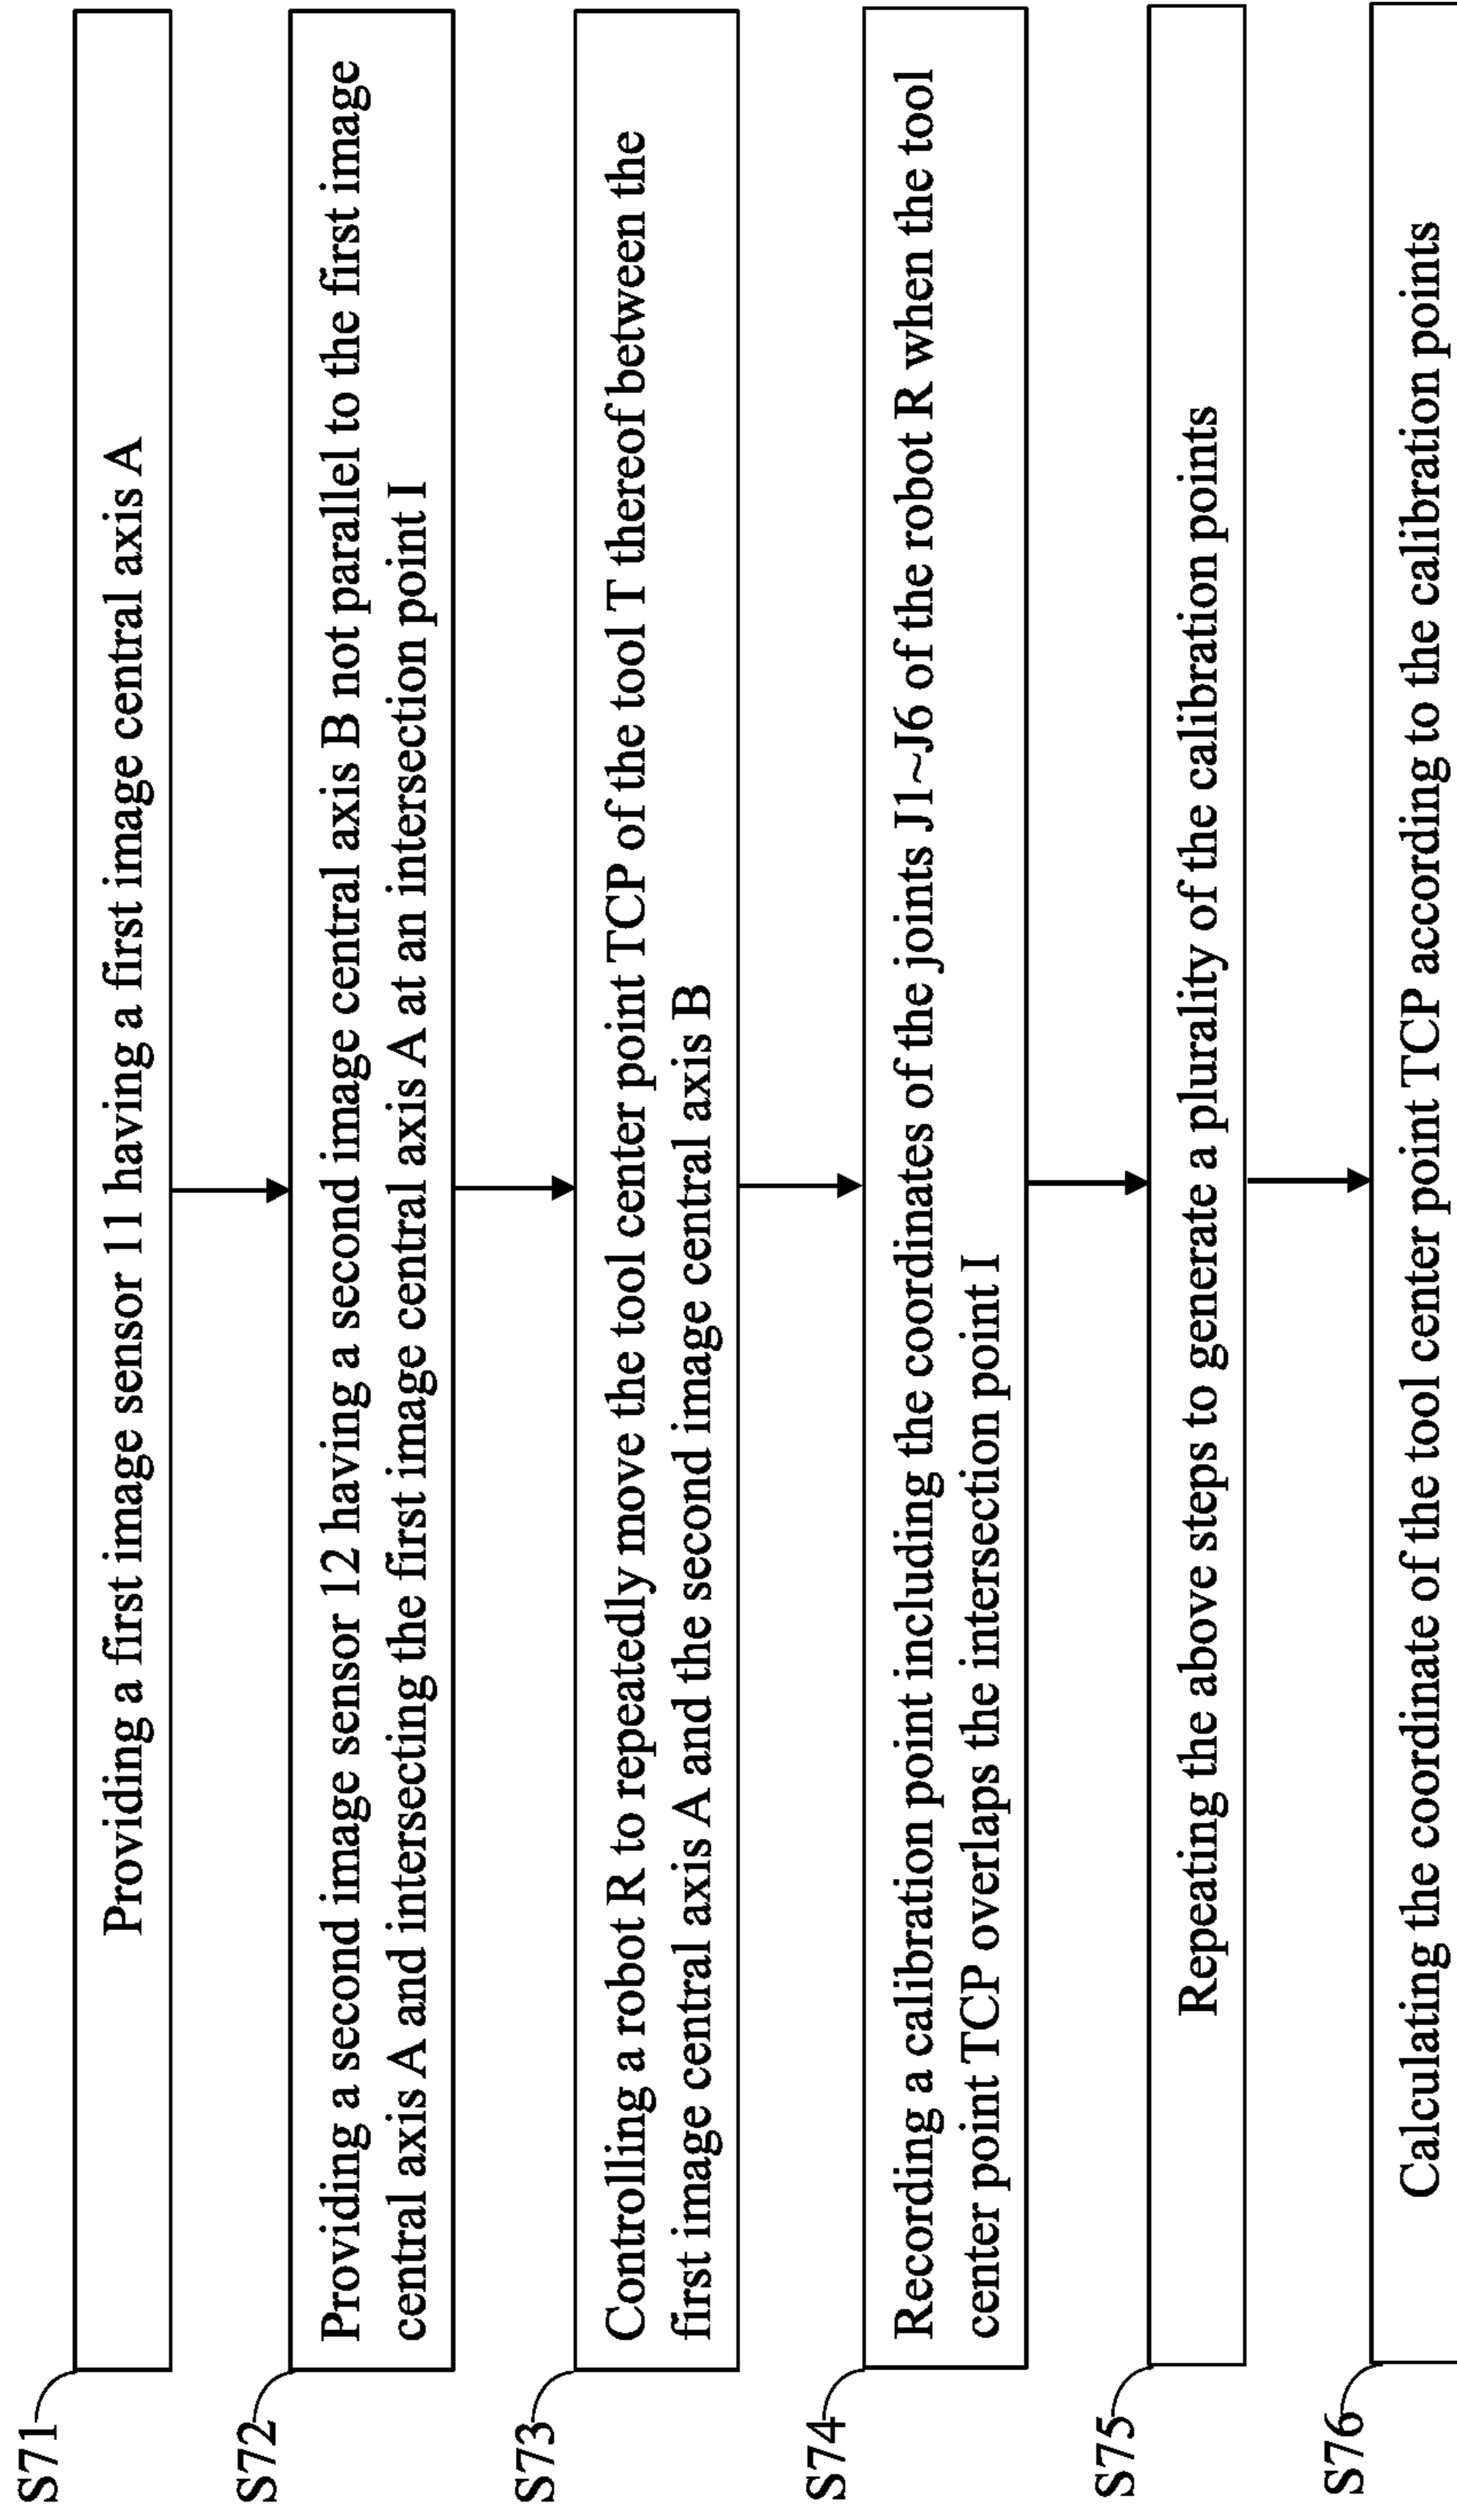 S71
Providing a first image sensor 11 having a first image central axis A
S72
Providing a second image sensor 12 having a second image central axis B not parallel to the first image
central axis A and intersecting the first image central axis A at an intersection point I
S73
Controlling a robot R to repeatedly move the tool center point TCP of the tool T thereof between the
first image central axis A and the second image central axis B
S74
Recording a calibration point including the coordinates of the joints J1~J6 of the robot R when the tool
center point TCP overlaps the intersection point I
S75
Repeating the above steps to generate a plurality of the calibration points
S76
Calculating the coordinate of the tool center point TCP according to the calibration points